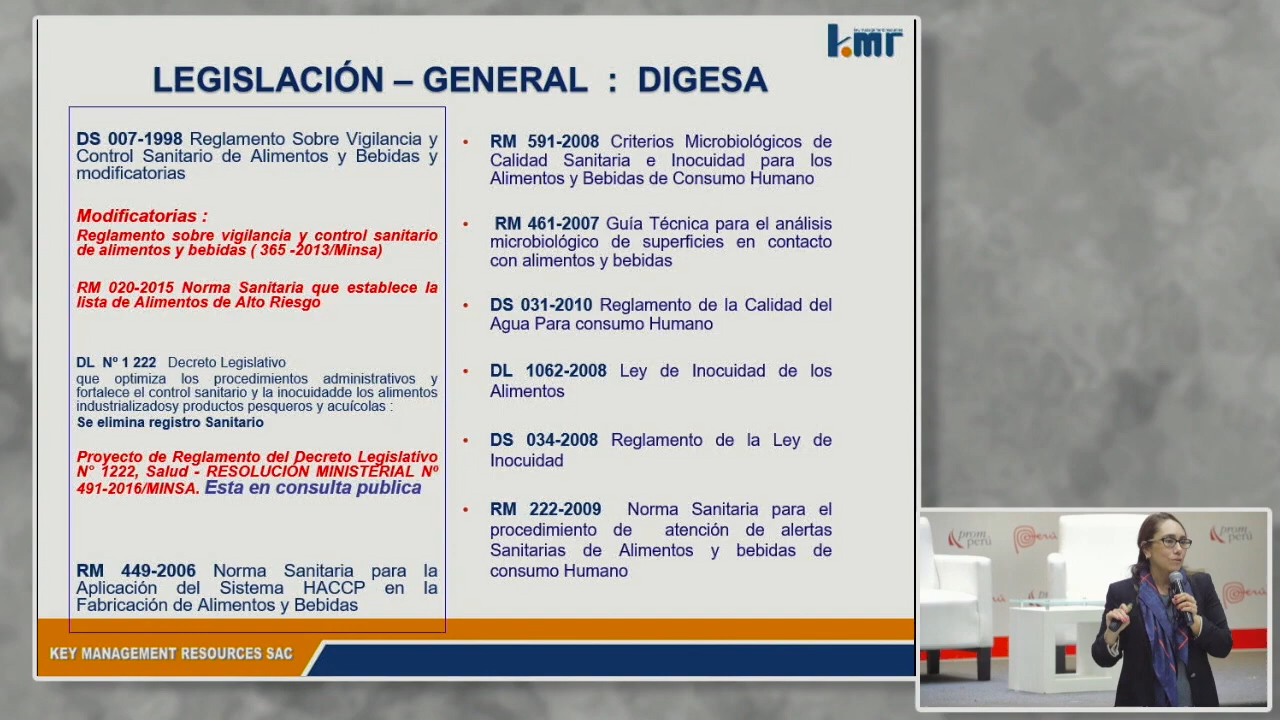 kmr
LEGISLACIÓN – GENERAL : DIGESA
DS 007-1998 Reglamento Sobre Vigilancia y
Control Sanitario de Alimentos y Bebidas y
modificatorias
Modificatorias :
Reglamento sobre vigilancia y control sanitario
de alimentos y bebidas ( 365 -2013/Minsa)
RM 020-2015 Norma Sanitaria que establece la
lista de Alimentos de Alto Riesgo
DL Nº 1 222 Decreto Legislativo
que optimiza los procedimientos administrativos y
fortalece el control sanitario y la inocuidadde los alimentos
industrializadosy productos pesqueros y acuícolas :
Se elimina registro Sanitario
Proyecto de Reglamento del Decreto Legislativo
N° 1222, Salud - RESOLUCIÓN MINISTERIAL Nº
491-2016/MINSA. Esta en consulta publica
RM 449-2006 Norma Sanitaria para la
Aplicación del Sistema HACCP en la
Fabricación de Alimentos y Bebidas
• RM 591-2008 Criterios Microbiológicos de
Calidad Sanitaria e Inocuidad para los
Alimentos y Bebidas de Consumo Humano
• RM 461-2007 Guía Técnica para el análisis
microbiológico de superficies en contacto
con alimentos y bebidas
• DS 031-2010 Reglamento de la Calidad del
Agua Para consumo Humano
• DL 1062-2008 Ley de Inocuidad de los
Alimentos
• DS 034-2008 Reglamento de la Ley de
Inocuidad
• RM 222-2009 Norma Sanitaria para el
procedimiento de atención de alertas
Sanitarias de Alimentos y bebidas de
consumo Humano
KEY MANAGEMENT RESOURCES SAC
prom
perú
Perú
prom
perú
Perú